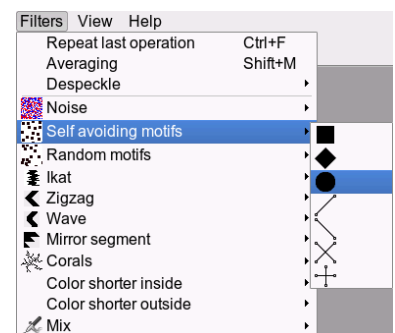 Filters View Help
Repeat last operation Ctrl+F
Averaging Shift+M
Despeckle
Noise
Self avoiding motifs
Random motifs
Ikat
Zigzag
Wave
Mirror segment
Corals
Color shorter inside
Color shorter outside
Mix